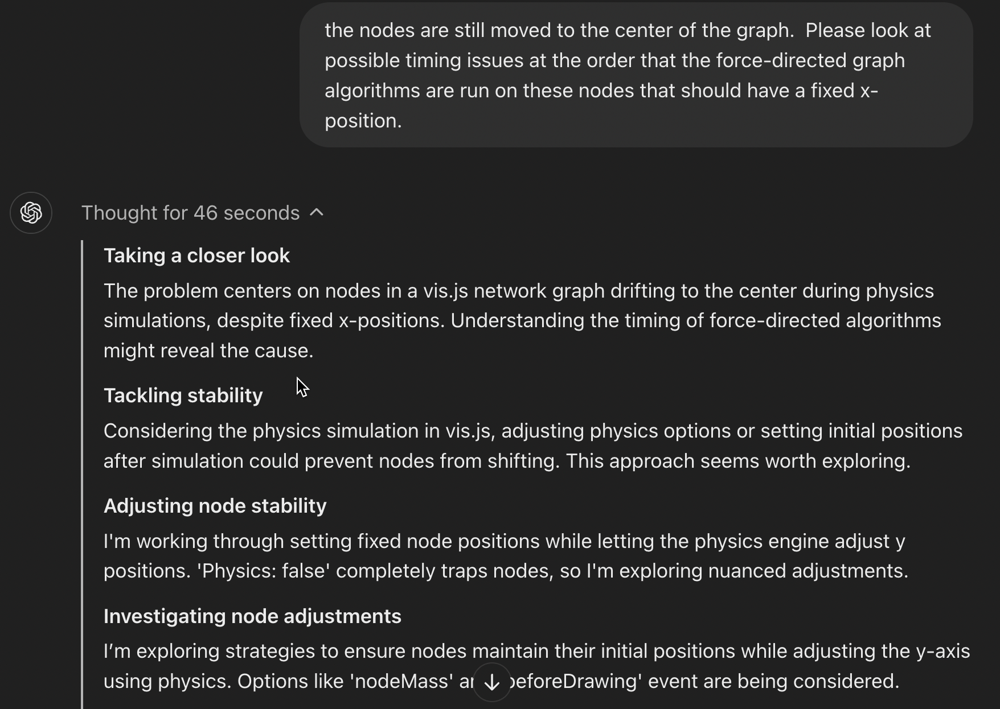 the nodes are still moved to the center of the graph.  Please look at
possible timing issues at the order that the force-directed graph
algorithms are run on these nodes that should have a fixed x-
position.
Thought for 46 seconds
Taking a closer look
The problem centers on nodes in a vis.js network graph drifting to the center during physics
simulations, despite fixed x-positions. Understanding the timing of force-directed algorithms
might reveal the cause.
Tackling stability
Considering the physics simulation in vis.js, adjusting physics options or setting initial positions
after simulation could prevent nodes from shifting. This approach seems worth exploring.
Adjusting node stability
I'm working through setting fixed node positions while letting the physics engine adjust y
positions. 'Physics: false' completely traps nodes, so I'm exploring nuanced adjustments.
Investigating node adjustments
I’m exploring strategies to ensure nodes maintain their initial positions while adjusting the y-axis
using physics. Options like 'nodeMass' eforeDrawing' event are being considered.